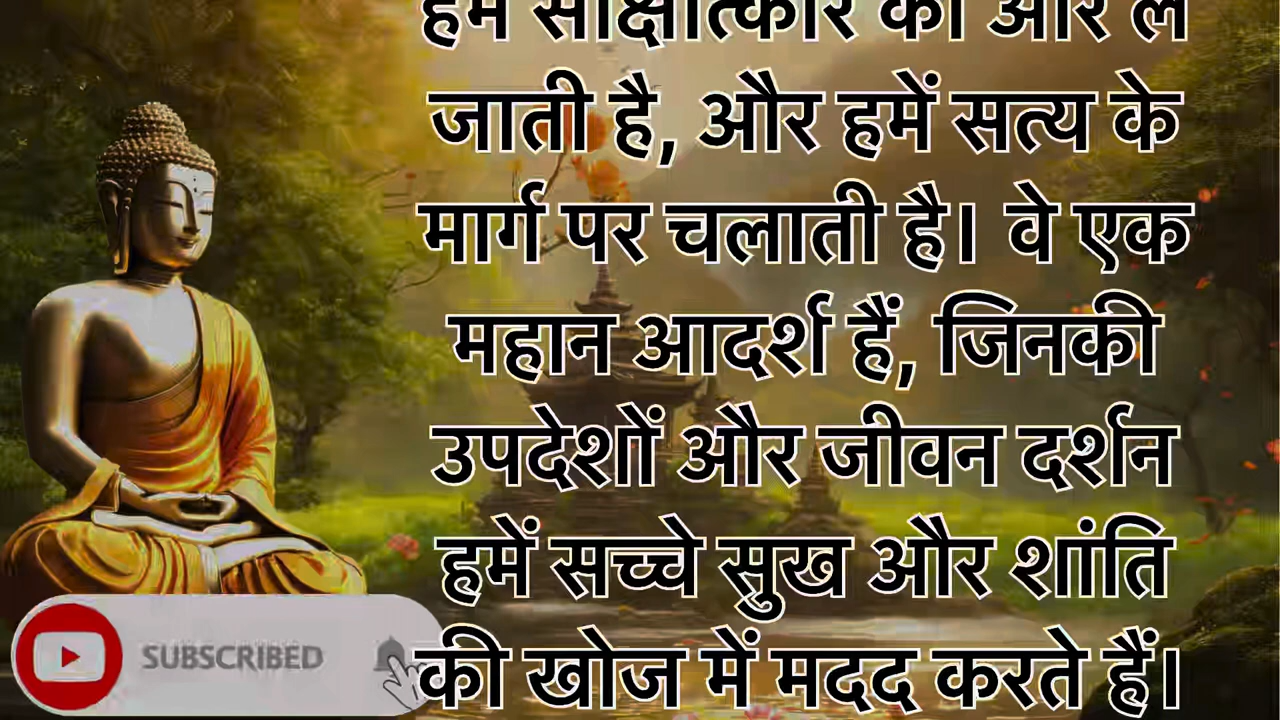 हमें साक्षात्कार की ओर ले
जाती है, और हमें सत्य के
मार्ग पर चलाती है। वे एक
महान आदर्श हैं, जिनकी
उपदेशों और जीवन दर्शन
हमें सच्चे सुख और शांति
की खोज में मदद करते हैं।
SUBSCRIBED